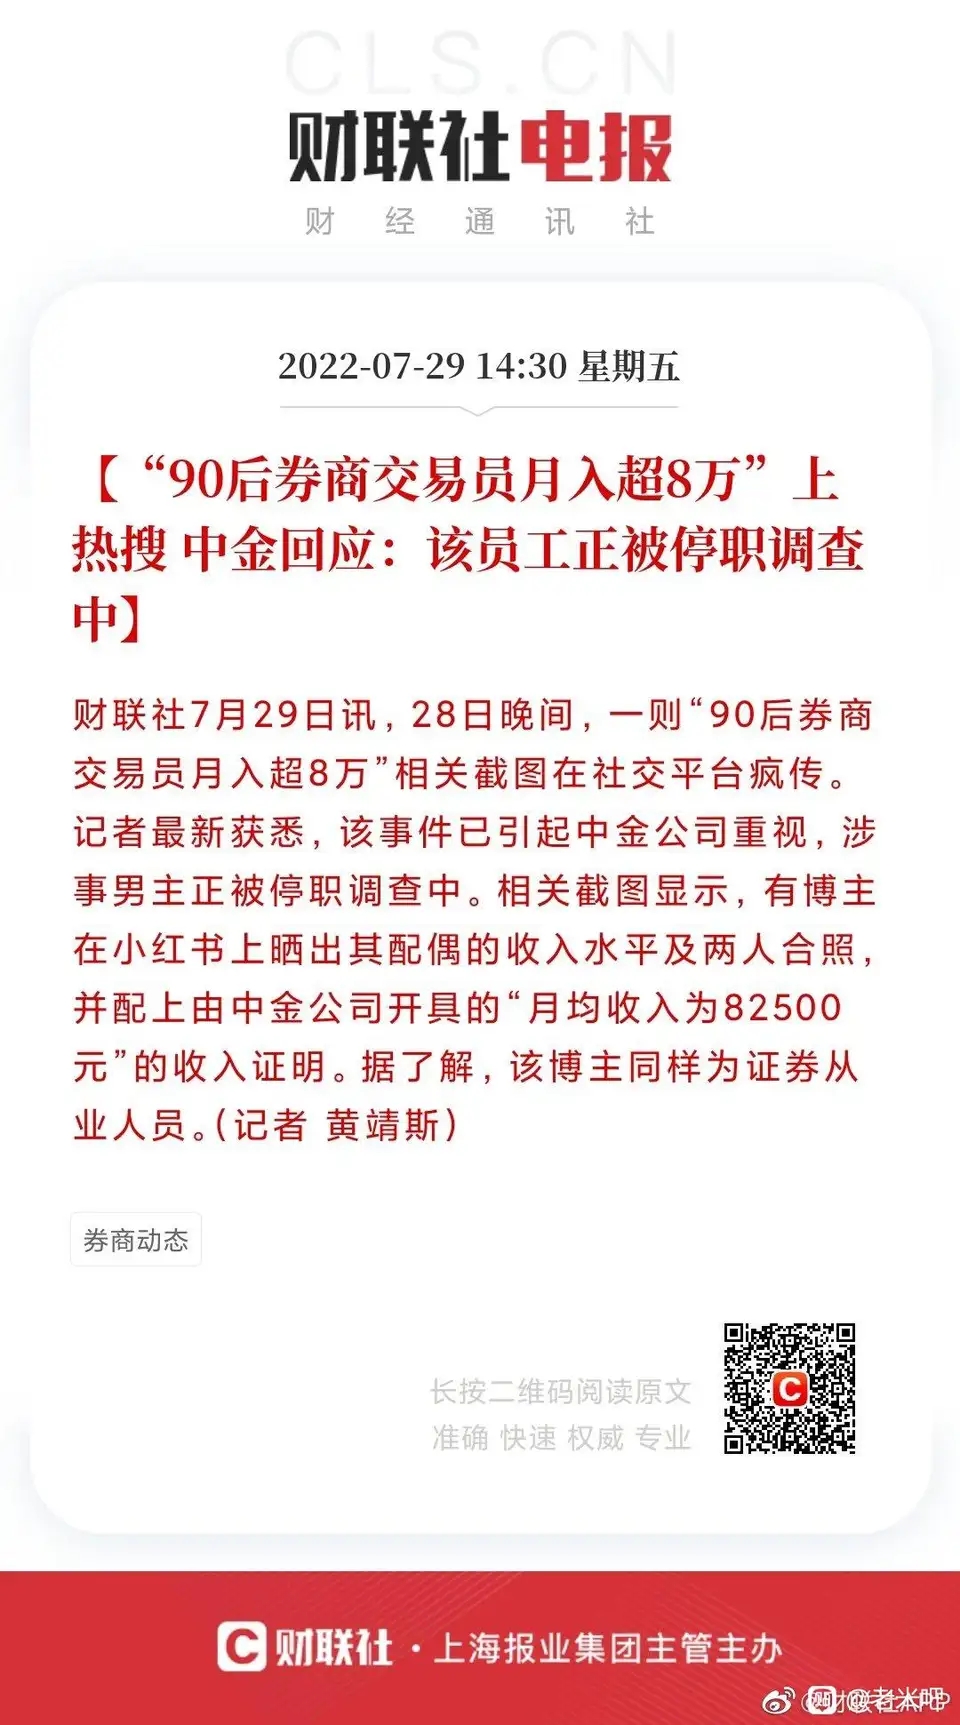 CLS.CN
财联社电报
财经通讯社
2022-07-29 14:30 星期五
【“90后券商交易员月入超8万”上
热搜 中金回应：该员工正被停职调查
中】
财联社7月29日讯，28日晚间，一则“90后券商
交易员月入超8万”相关截图在社交平台疯传。
记者最新获悉，该事件已引起中金公司重视，涉
事男主正被停职调查中。相关截图显示，有博主
在小红书上晒出其配偶的收入水平及两人合照，
并配上由中金公司开具的“月均收入为82500
元”的收入证明。据了解，该博主同样为证券从
业人员。（记者 黄靖斯）
券商动态
长按二维码阅读原文
准确 快速 权威 专业
C
C 财联社·上海报业集团主管主办